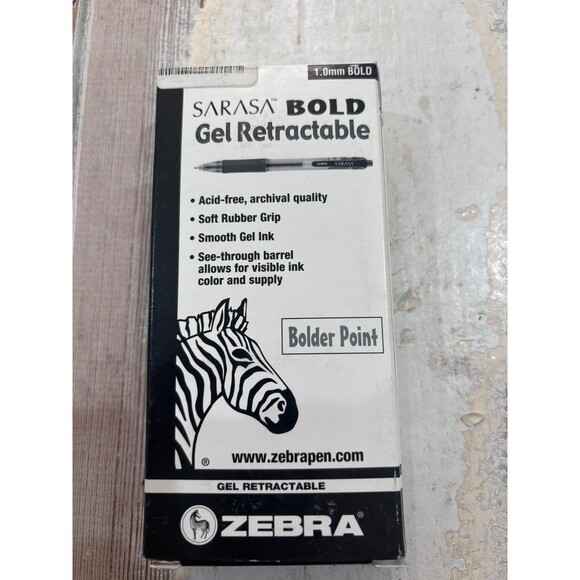 1.0mm BOLD
SARASA™ BOLD
Gel Retractable
SARASA
• Acid-free, archival quality
• Soft Rubber Grip
• Smooth Gel Ink
• See-through barrel
allows for visible ink
color and supply
Bolder Point
®
www.zebrapen.com
GEL RETRACTABLE
ZEBRA®